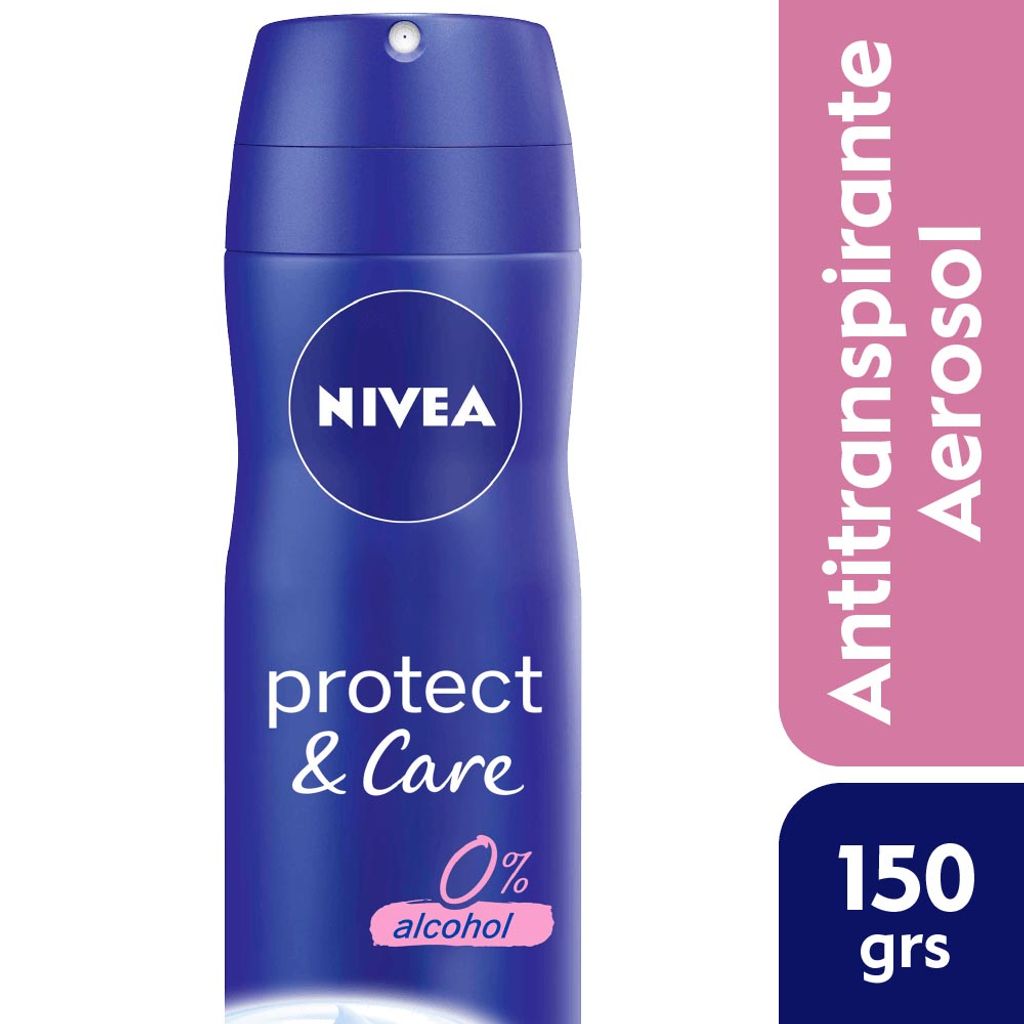 NIVEA
protect
& Care
0%
alcohol
Antitranspirante
Aerosol
150
grs